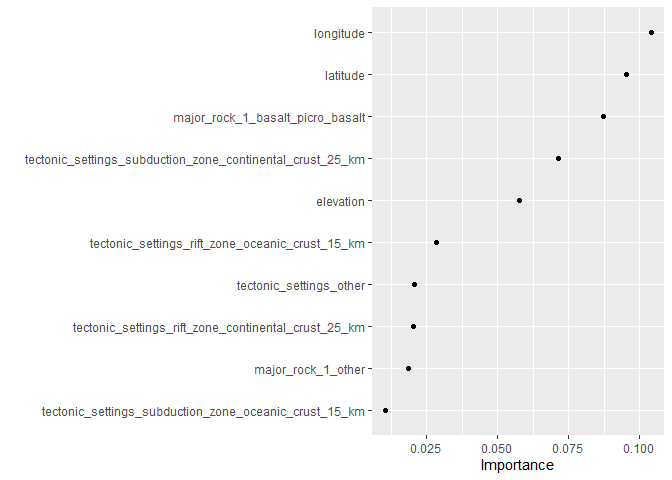 longitude
latitude
major_rock_1_basalt_picro_basalt
tectonic_settings_subduction_zone_continental_crust_25_km
elevation
tectonic_settings_rift_zone_oceanic_crust_15_km
tectonic_settings_other
tectonic_settings_rift_zone_continental_crust_25_km
major_rock_1_other
tectonic_settings_subduction_zone_oceanic_crust_15_km
0.025 0.050 0.075 0.100
Importance